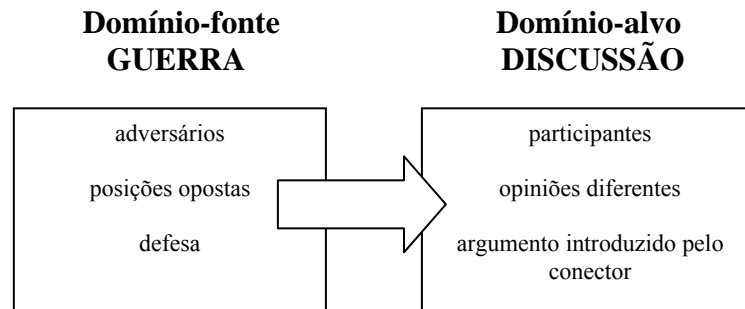 Domínio-fonte
GUERRA
Domínio-alvo
DISCUSSÃO
adversários
posições opostas
defesa
participantes
opiniões diferentes
argumento introduzido pelo
conector